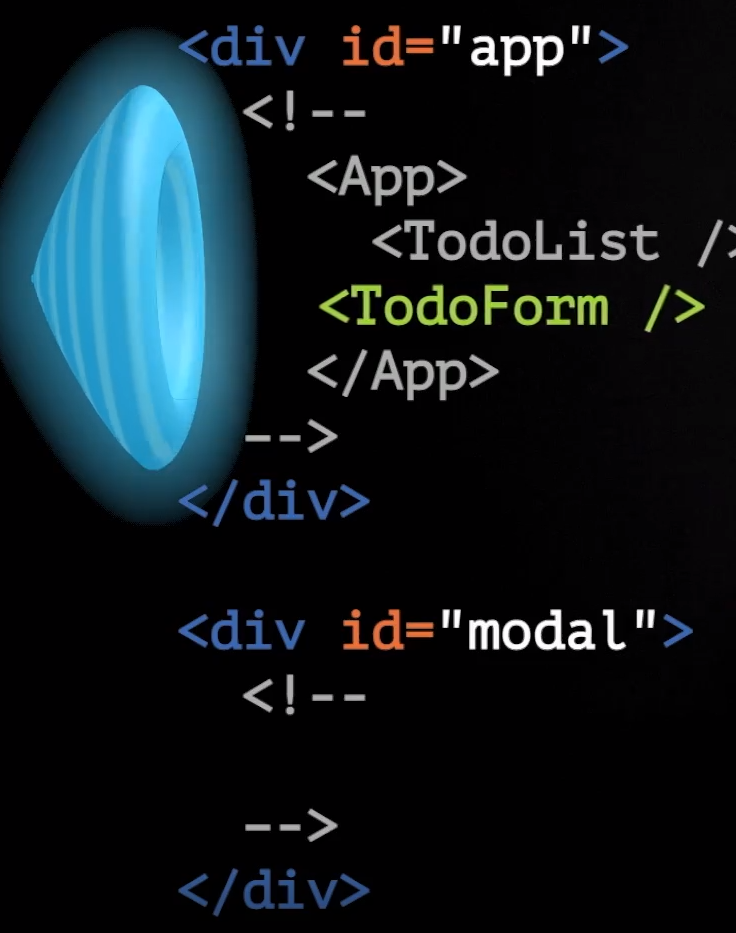 <div id="app">
<!--
<App>
<TodoList />
<TodoForm />
</App>
-->
</div>
<div id="modal">
<!--
-->
</div>